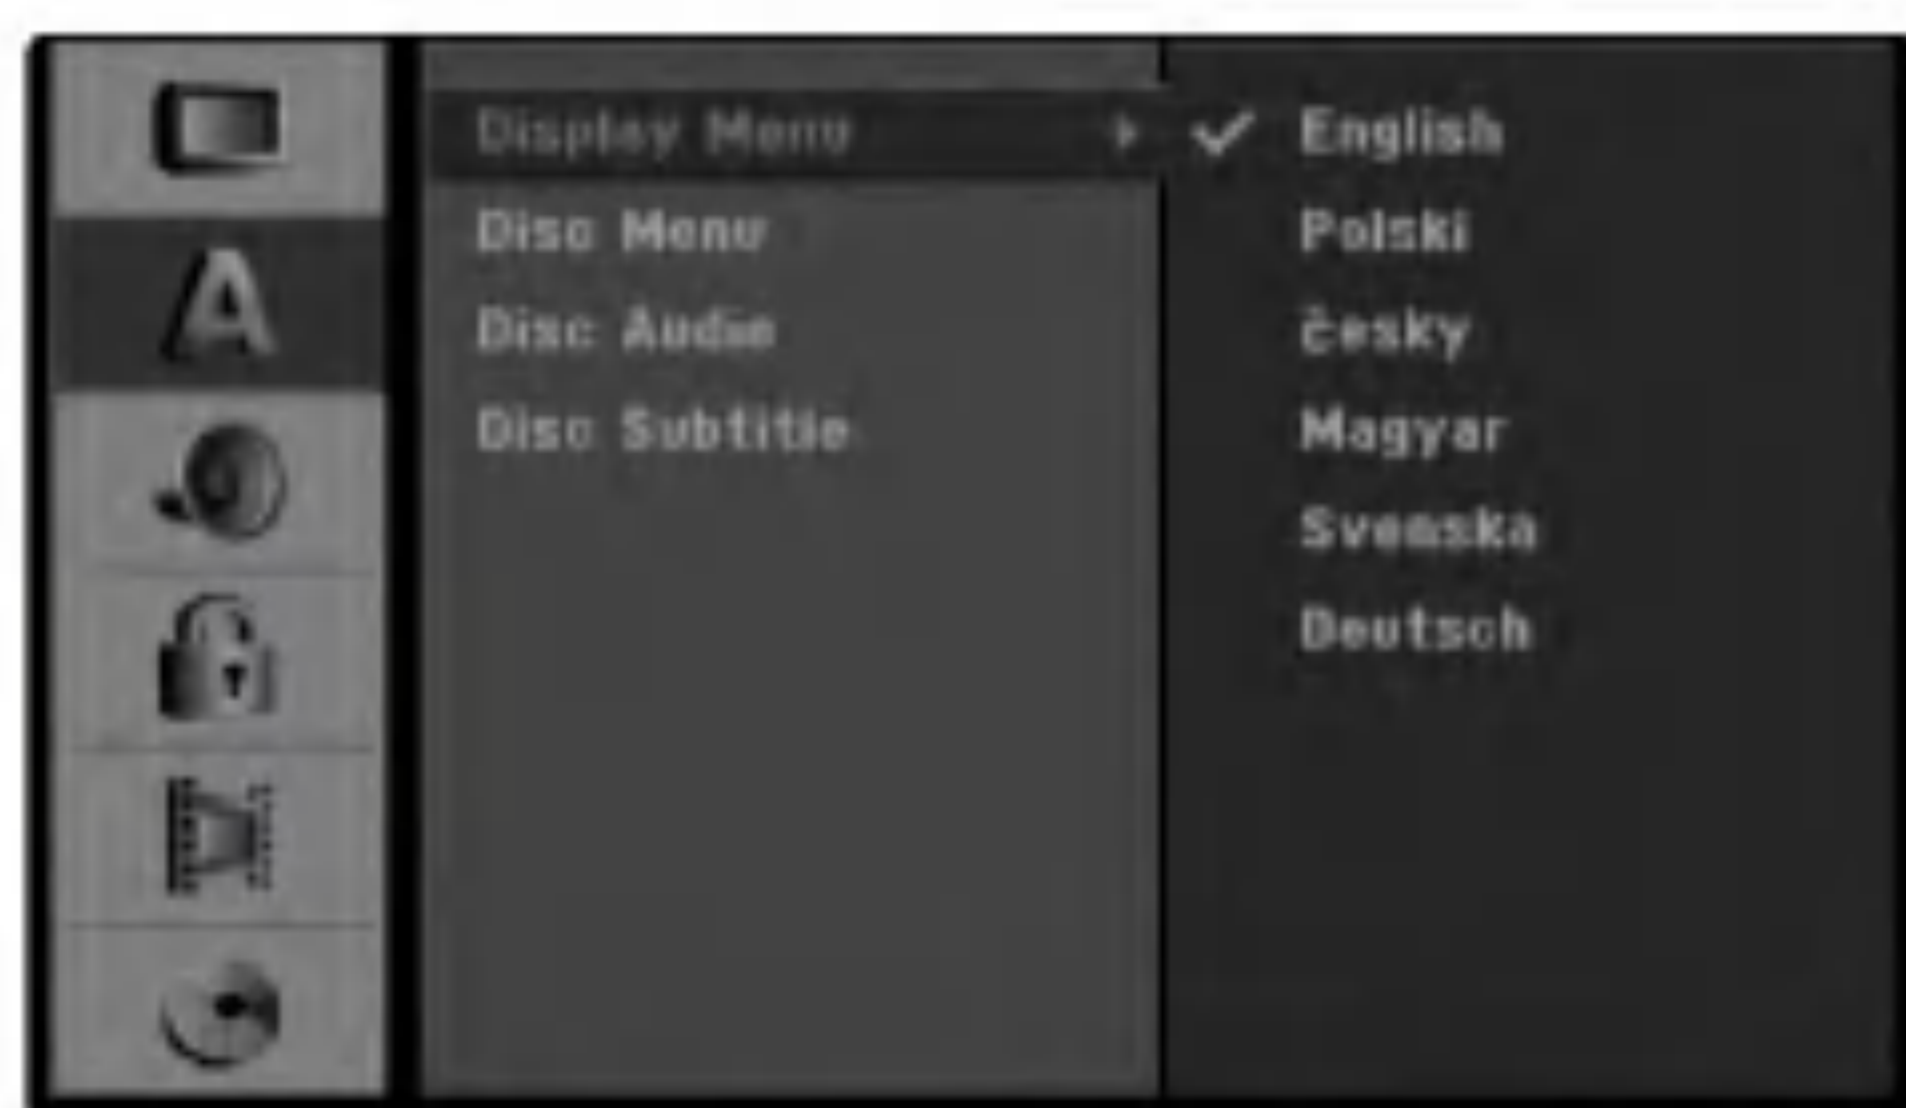 A
Display Menu
Disc Menu
Disc Audio
Disc Subtitle
English
Polski
česky
Magyar
Svenska
Deutsch